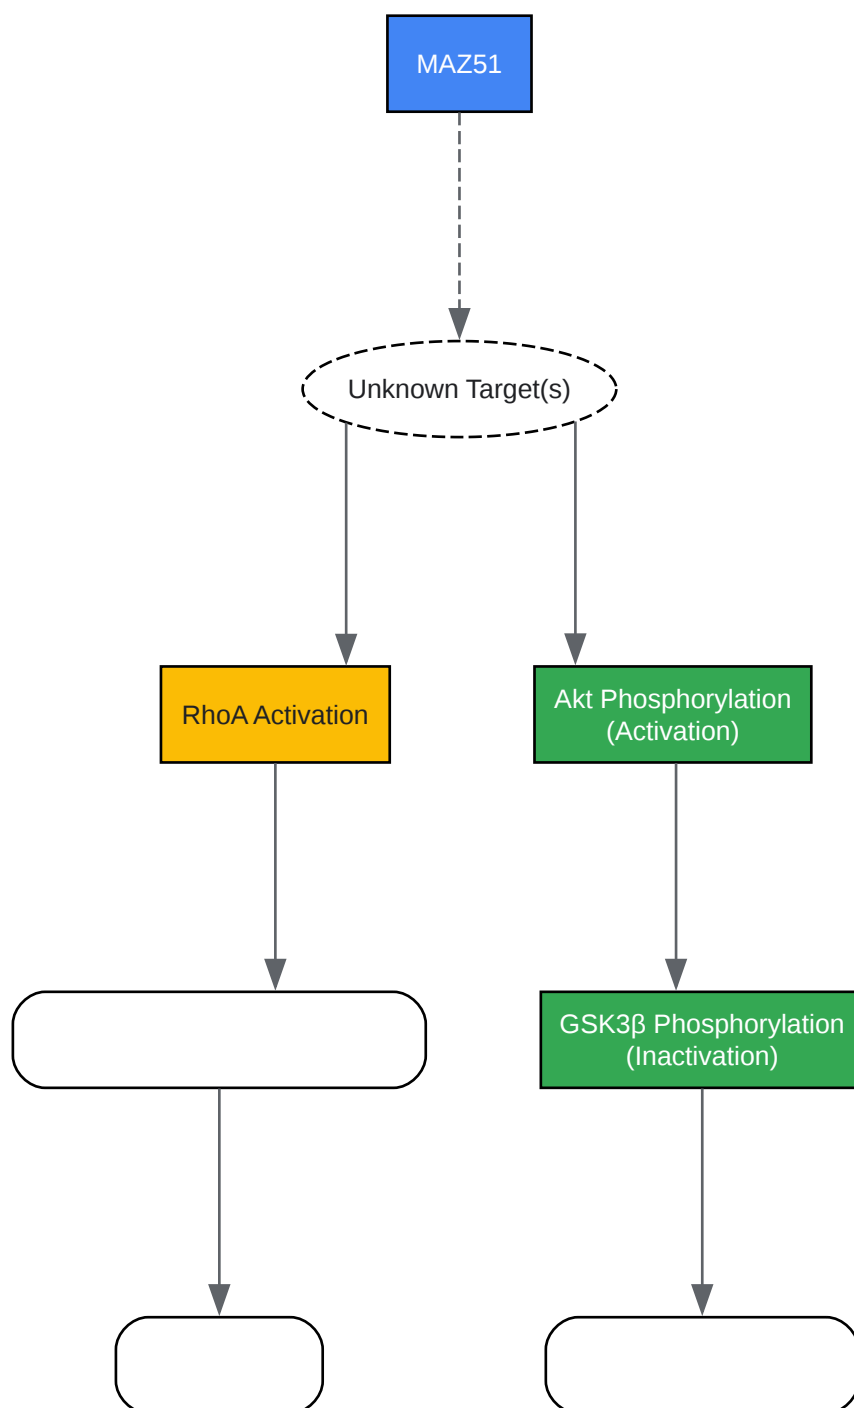 MAZ51
Unknown Target(s)
RhoA Activation
Akt Phosphorylation
(Activation)
GSK3β Phosphorylation
(Inactivation)